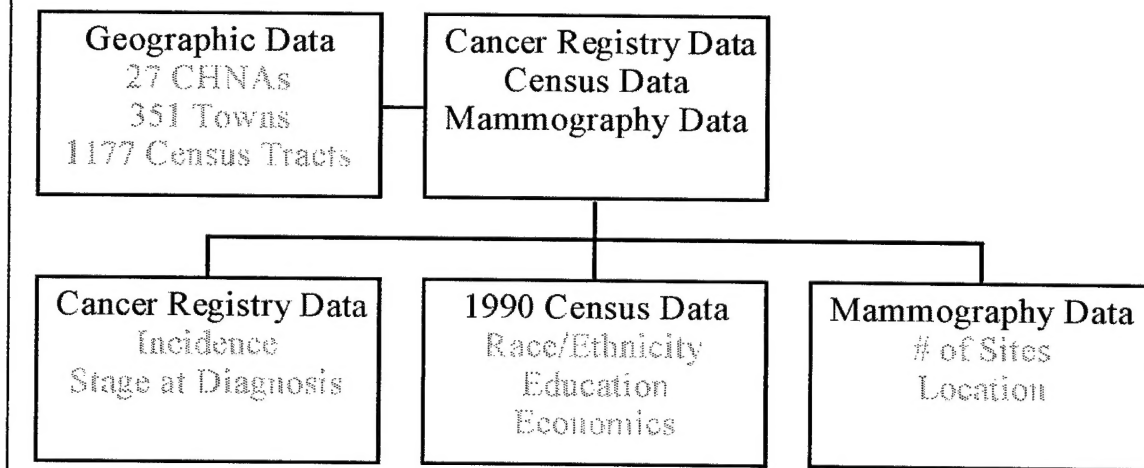 Geographic Data
27 CHNAs
351 Towns
1177 Census Tracts
Cancer Registry Data
Census Data
Mammography Data
Cancer Registry Data
Incidence
Stage at Diagnosis
1990 Census Data
Race/Ethnicity
Education
Economics
Mammography Data
# of Sites
Location